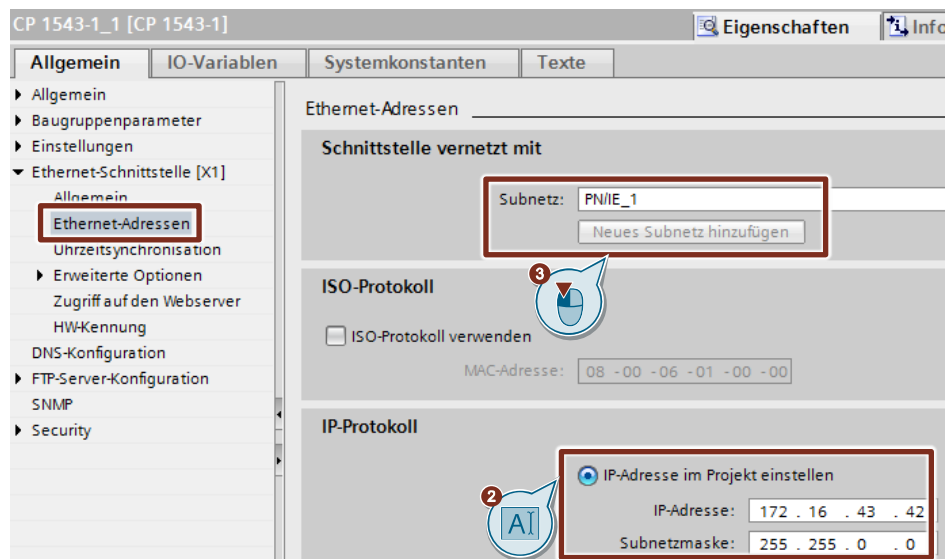 CP 1543-1_1 [CP 1543-1]
Eigenschaften
Info
Allgemein
IO-Variablen
Systemkonstanten
Texte
Allgemein
Baugruppenparameter
Einstellungen
Ethernet-Schnittstelle [X1]
Allgemein
Ethernet-Adressen
Uhrzeitsynchronisation
Erweiterte Optionen
Zugriff auf den Webserver
HW-Kennung
DNS-Konfiguration
FTP-Server-Konfiguration
SNMP
Security
Ethernet-Adressen
Schnittstelle vernetzt mit
Subnetz: PN/IE_1
Neues Subnetz hinzufügen
3
ISO-Protokoll
ISO-Protokoll verwenden
MAC-Adresse: 08 -00 -06 -01 -00 -00
IP-Protokoll
IP-Adresse im Projekt einstellen
2
A
IP-Adresse: 172 . 16 . 43 . 42
Subnetzmaske: 255 . 255 . 0 . 0